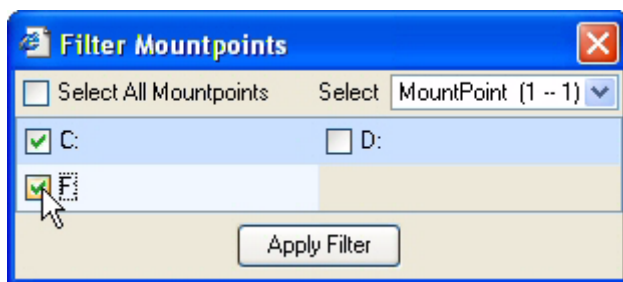 Filter Mountpoints
Select All Mountpoints Select MountPoint (1 -- 1)
C: D:
F:
Apply Filter